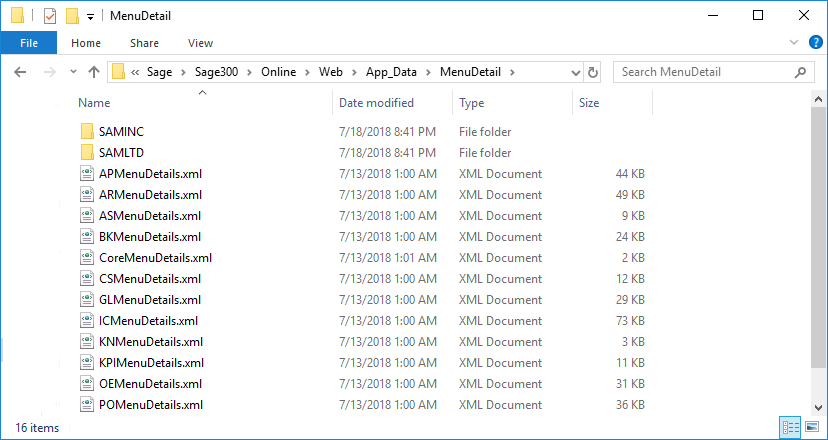 MenuDetail
File Home Share View
« Sage > Sage300 > Online > Web > App_Data > MenuDetail > Search MenuDetail
Name Date modified Type Size
SAMINC 7/18/2018 8:41 PM File folder
SAMLTD 7/18/2018 8:41 PM File folder
APMenuDetails.xml 7/13/2018 1:00 AM XML Document 44 KB
ARMenuDetails.xml 7/13/2018 1:00 AM XML Document 49 KB
ASMenuDetails.xml 7/13/2018 1:00 AM XML Document 9 KB
BKMenuDetails.xml 7/13/2018 1:00 AM XML Document 24 KB
CoreMenuDetails.xml 7/13/2018 1:01 AM XML Document 2 KB
CSMenuDetails.xml 7/13/2018 1:00 AM XML Document 12 KB
GLMenuDetails.xml 7/13/2018 1:00 AM XML Document 29 KB
ICMenuDetails.xml 7/13/2018 1:00 AM XML Document 73 KB
KNMenuDetails.xml 7/13/2018 1:00 AM XML Document 3 KB
KPIMenuDetails.xml 7/13/2018 1:00 AM XML Document 11 KB
OEMenuDetails.xml 7/13/2018 1:00 AM XML Document 31 KB
POMenuDetails.xml 7/13/2018 1:00 AM XML Document 36 KB
16 items